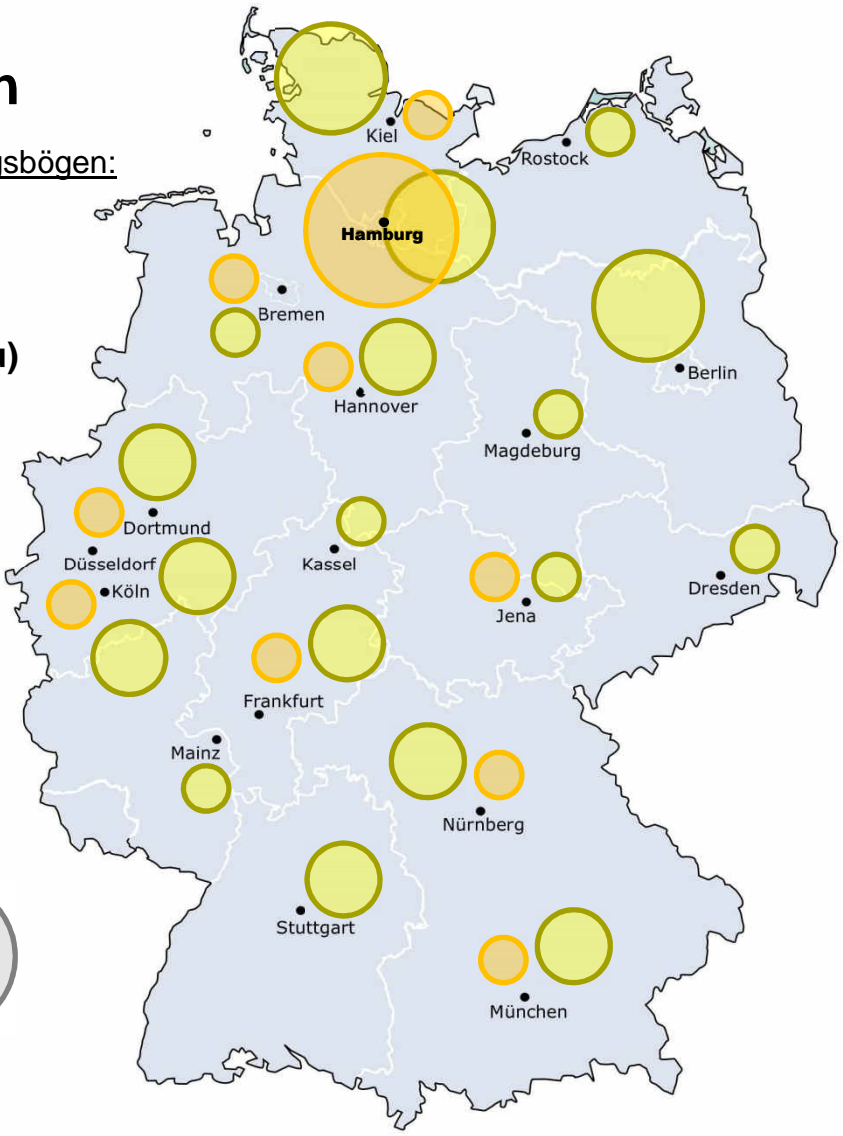 n
gsbögen:
Kiel
Rostock
Hamburg
Bremen
)
Berlin
Hannover
Magdeburg
Dortmund
Düsseldorf
Kassel
Köln
Dresden
Jena
Frankfurt
Mainz
Nürnberg
Stuttgart
München